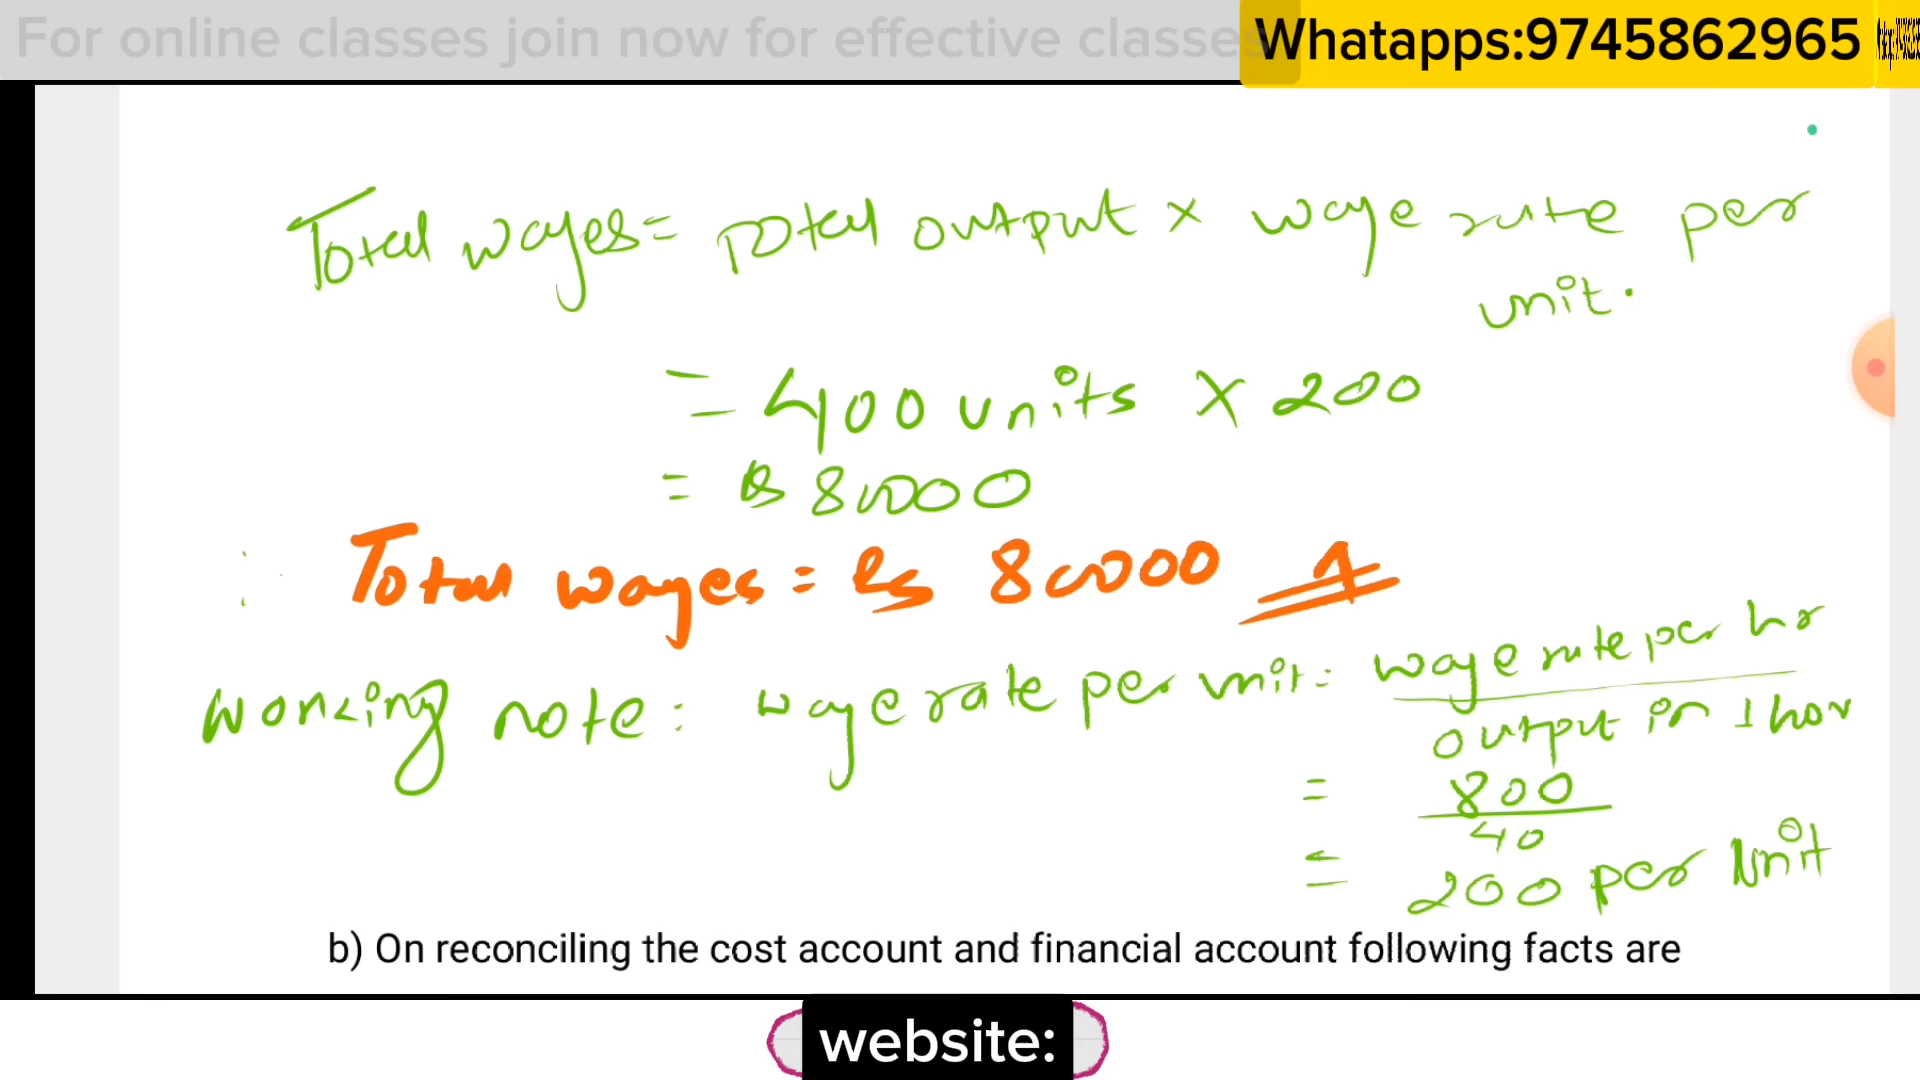 For online classes join now for effective classes
Whatapps:9745862965
Total wages = Total output x wage rate per
unit.
= 400 units x 200
= Rs 80000
Total wages = Rs 80000
working note: wage rate per unit = wage rate per hr
output in 1 hour
= 800
40
= 200 per Unit
b) On reconciling the cost account and financial account following facts are
website: